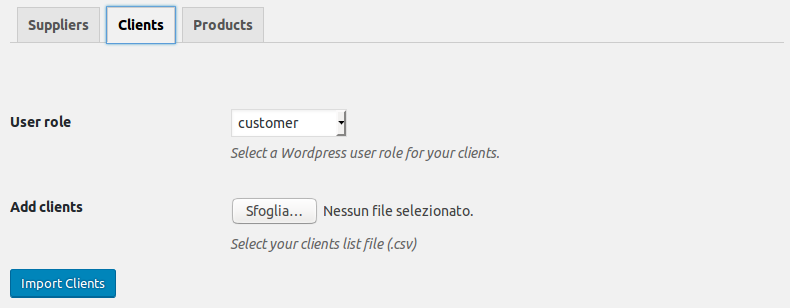 Suppliers Clients Products
User role customer
Select a Wordpress user role for your clients.
Add clients Sfoglia... Nessun file selezionato.
Select your clients list file (.csv)
Import Clients